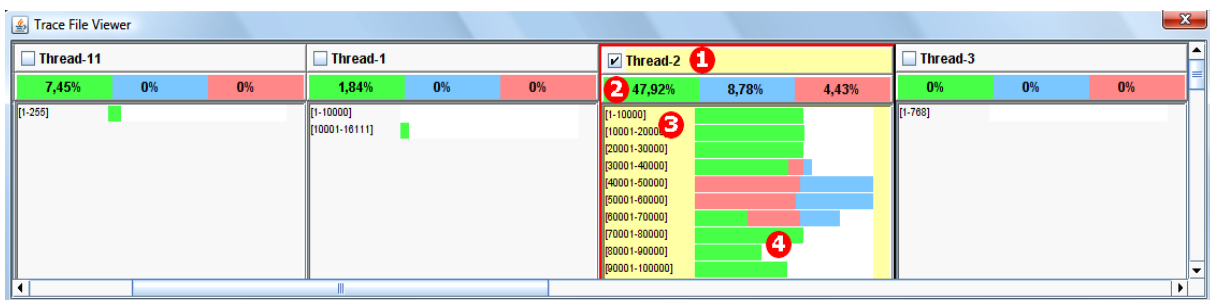 Trace File Viewer
x
Thread-11
Thread-1
Thread-2 1
Thread-3
7,45% 0% 0%
1,84% 0% 0%
2 47,92% 8,78% 4,43%
0% 0% 0%
[1-255]
[1-10000]
[10001-16111]
[1-10000]
3
[10001-20000]
[20001-30000]
[30001-40000]
[40001-50000]
[50001-60000]
[60001-70000]
[70001-80000]
4
[80001-90000]
[90001-100000]
[1-768]